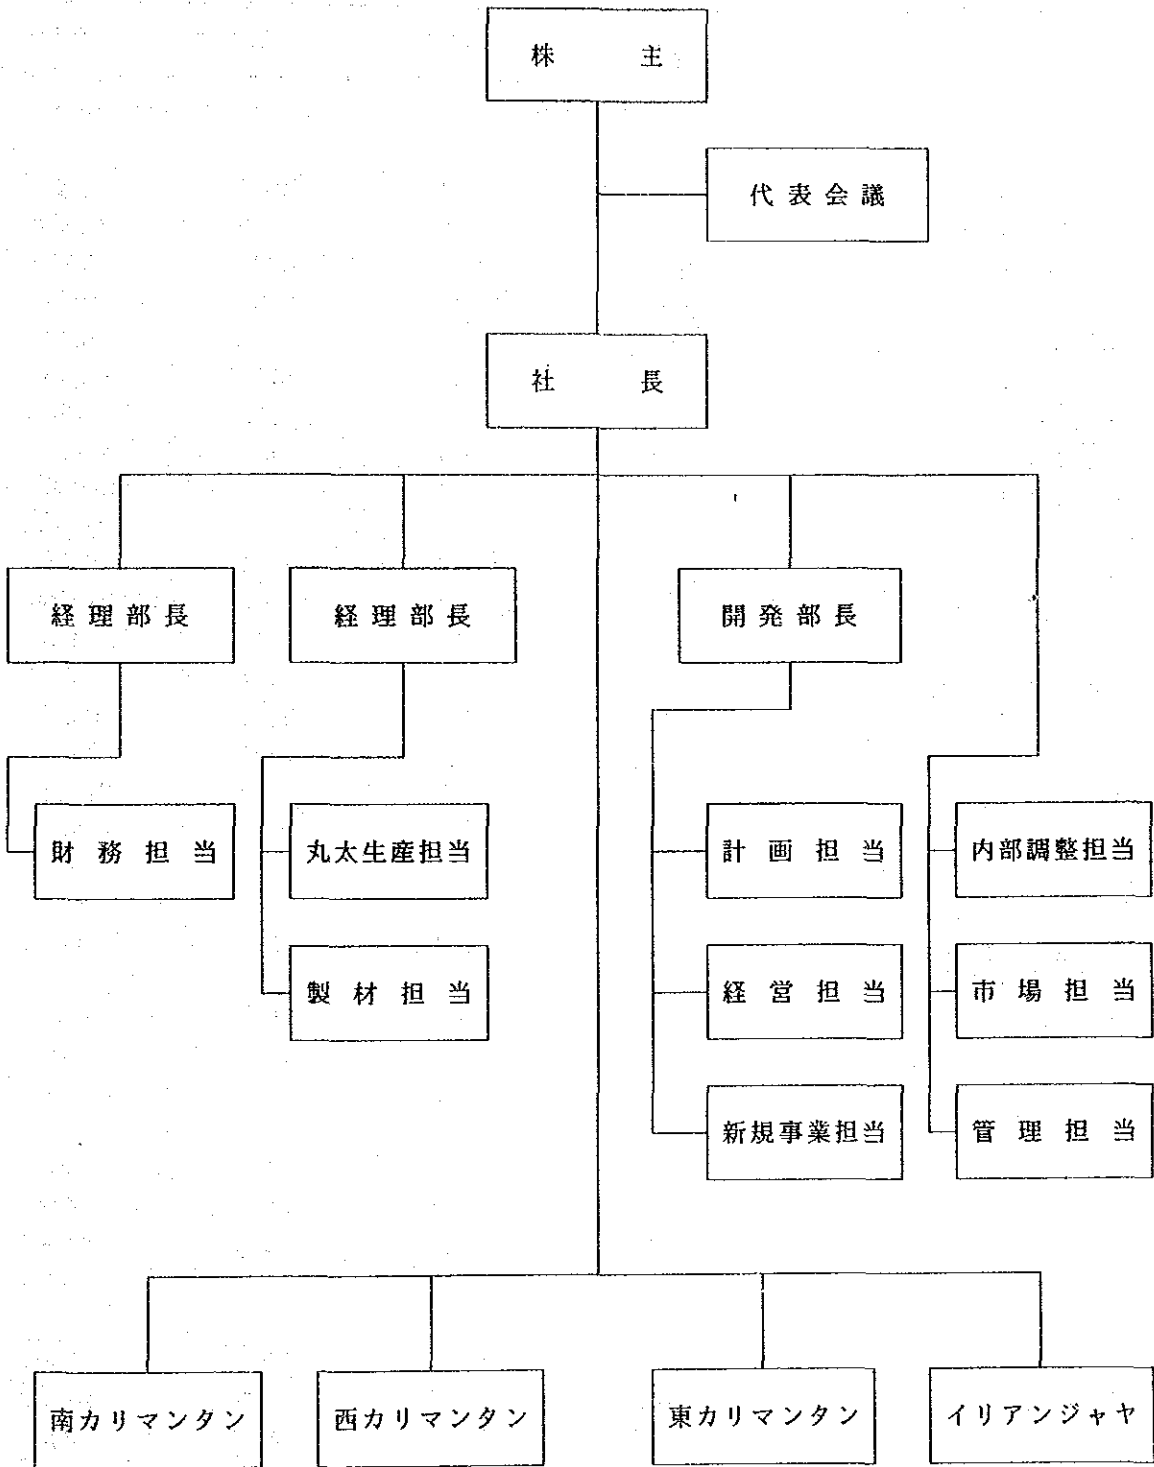 株主
代表会議
社長
経理部長
経理部長
開発部長
財務担当
丸太生産担当
計画担当
内部調整担当
製材担当
経営担当
市場担当
新規事業担当
管理担当
南カリマンタン
西カリマンタン
東カリマンタン
イリアンジャヤ